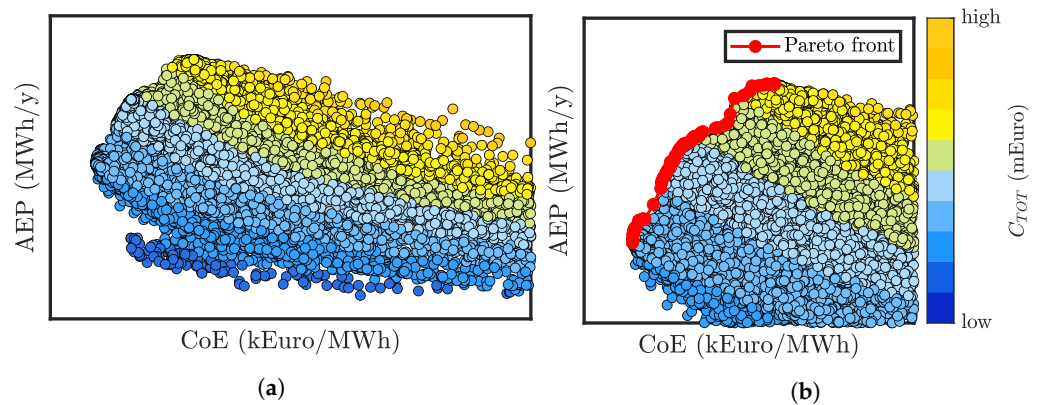 AEP (MWh/y)
CoE (kEuro/MWh)
(a)
Pareto front
AEP (MWh/y)
CoE (kEuro/MWh)
(b)
high
C_TOT (mEuro)
low